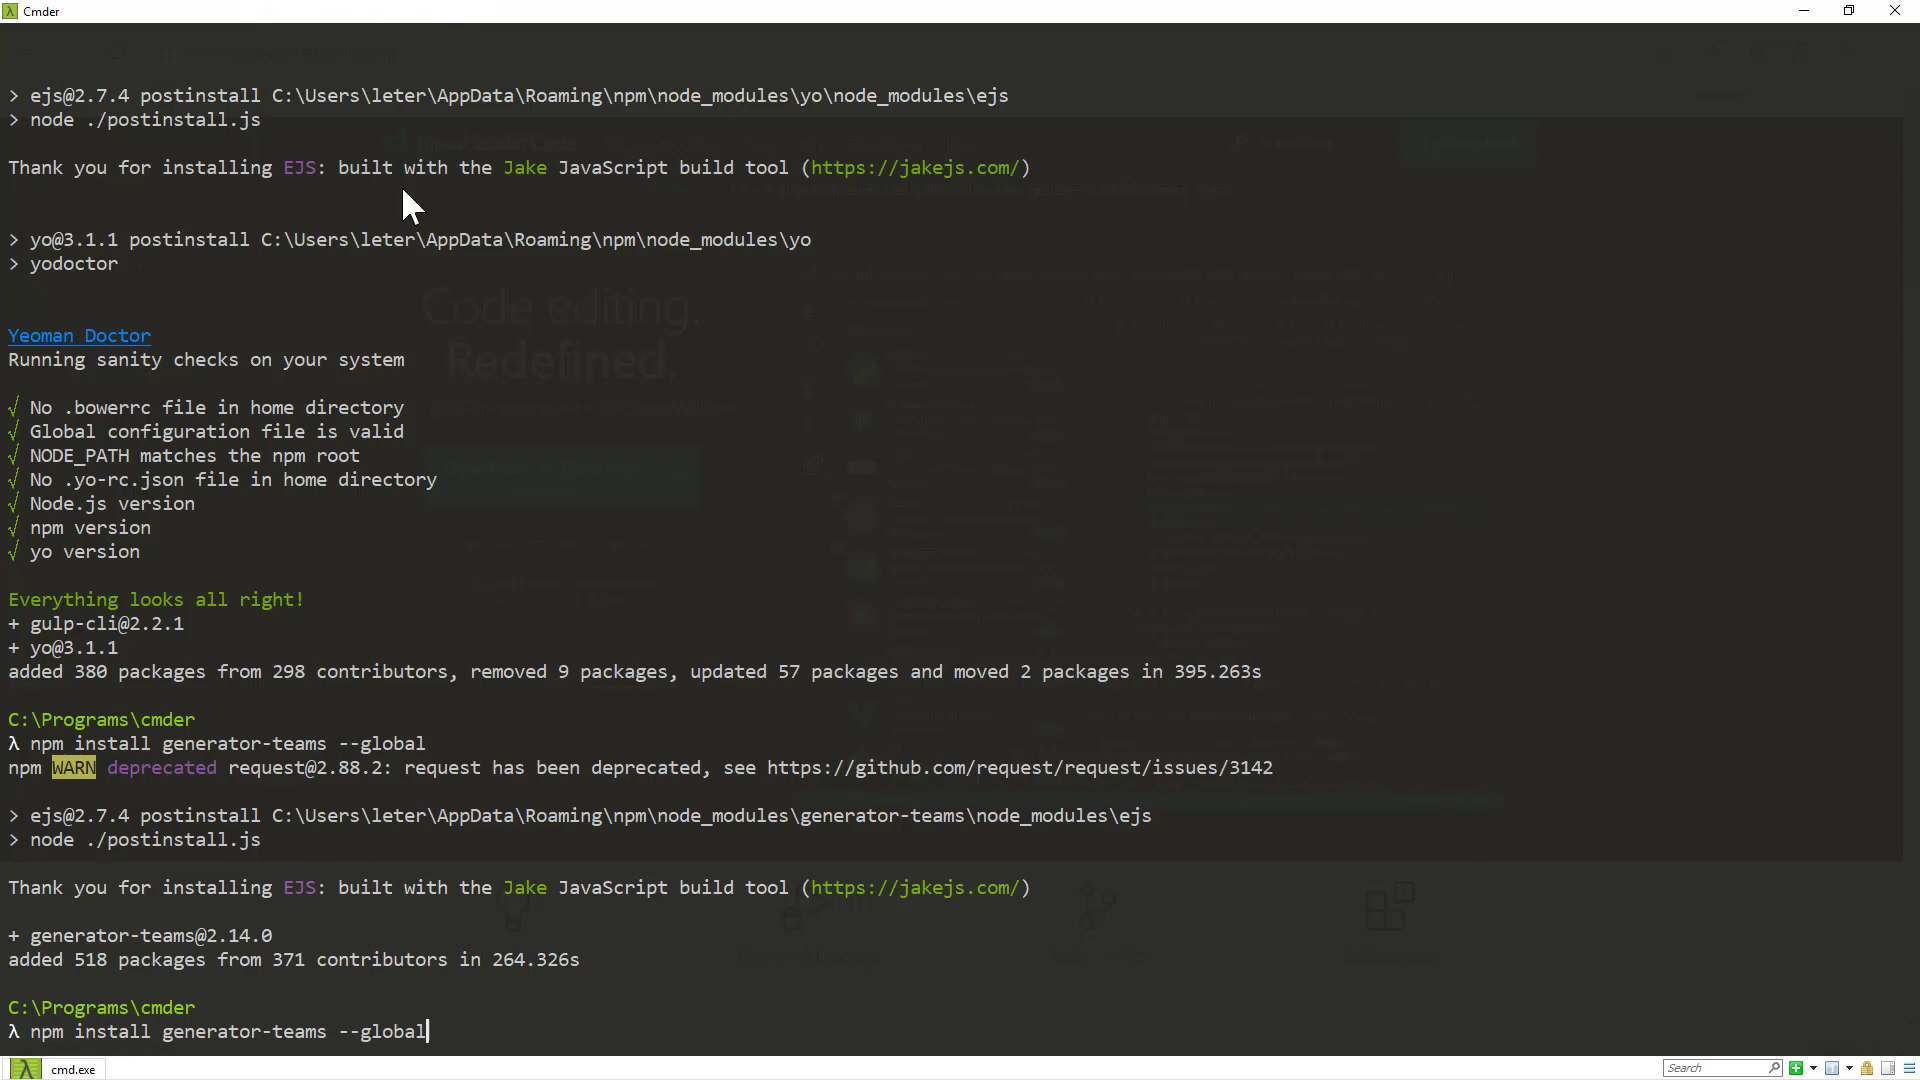 Cmder
> ejs@2.7.4 postinstall C:\Users\leter\AppData\Roaming\npm\node_modules\yo\node_modules\ejs
> node ./postinstall.js
Thank you for installing EJS: built with the Jake JavaScript build tool (https://jakejs.com/)
> yo@3.1.1 postinstall C:\Users\leter\AppData\Roaming\npm\node_modules\yo
> yodoctor
Code editing.
Redefined.
Yeoman Doctor
Running sanity checks on your system
√ No .bowerrc file in home directory
√ Global configuration file is valid
√ NODE_PATH matches the npm root
√ No .yo-rc.json file in home directory
√ Node.js version
√ npm version
√ yo version
Everything looks all right!
+ gulp-cli@2.2.1
+ yo@3.1.1
added 380 packages from 298 contributors, removed 9 packages, updated 57 packages and moved 2 packages in 395.263s
C:\Programs\cmder
λ npm install generator-teams --global
npm WARN deprecated request@2.88.2: request has been deprecated, see https://github.com/request/request/issues/3142
> ejs@2.7.4 postinstall C:\Users\leter\AppData\Roaming\npm\node_modules\generator-teams\node_modules\ejs
> node ./postinstall.js
Thank you for installing EJS: built with the Jake JavaScript build tool (https://jakejs.com/)
+ generator-teams@2.14.0
added 518 packages from 371 contributors in 264.326s
C:\Programs\cmder
λ npm install generator-teams --global
cmd.exe
Search